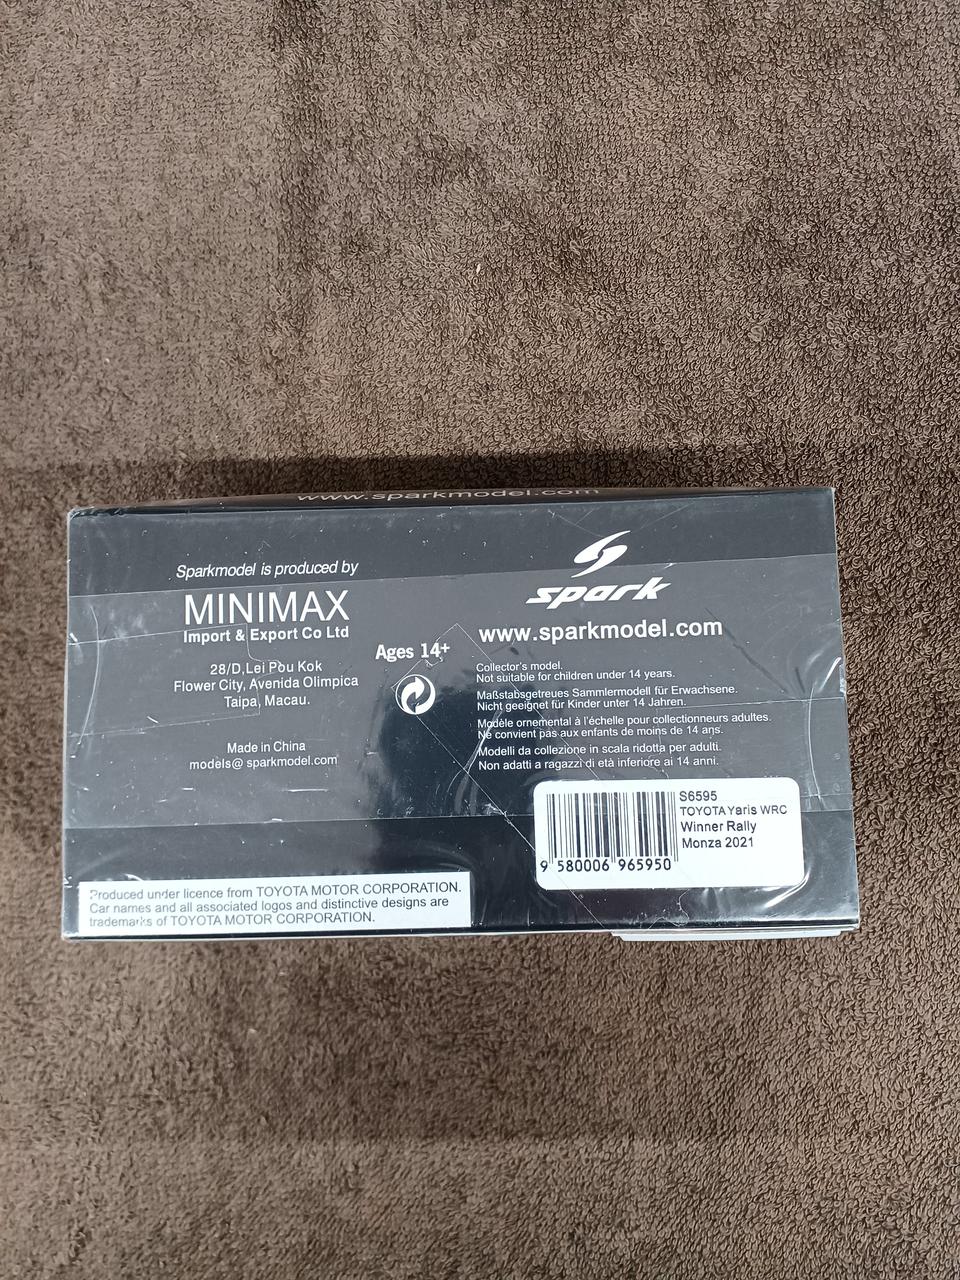 www.sparkmodel.com
Sparkmodel is produced by
MINIMAX
Import & Export Co Ltd
28/D,Lei Pou Kok
Flower City, Avenida Olimpica
Taipa, Macau.
Made in China
models@ sparkmodel.com
Ages 14+
spark
www.sparkmodel.com
Collector's model.
Not suitable for children under 14 years.
Maßstabsgetreues Sammlermodell für Erwachsene.
Nicht geeignet für Kinder unter 14 Jahren.
Modèle ornemental à l'échelle pour collectionneurs adultes.
Ne convient pas aux enfants de moins de 14 ans.
Modelli da collezione in scala ridotta per adulti.
Non adatti a ragazzi di età inferiore ai 14 anni.
S6595
TOYOTA Yaris WRC
Winner Rally
Monza 2021
9 580006 965950
Produced under licence from TOYOTA MOTOR CORPORATION.
Car names and all associated logos and distinctive designs are
trademarks of TOYOTA MOTOR CORPORATION.